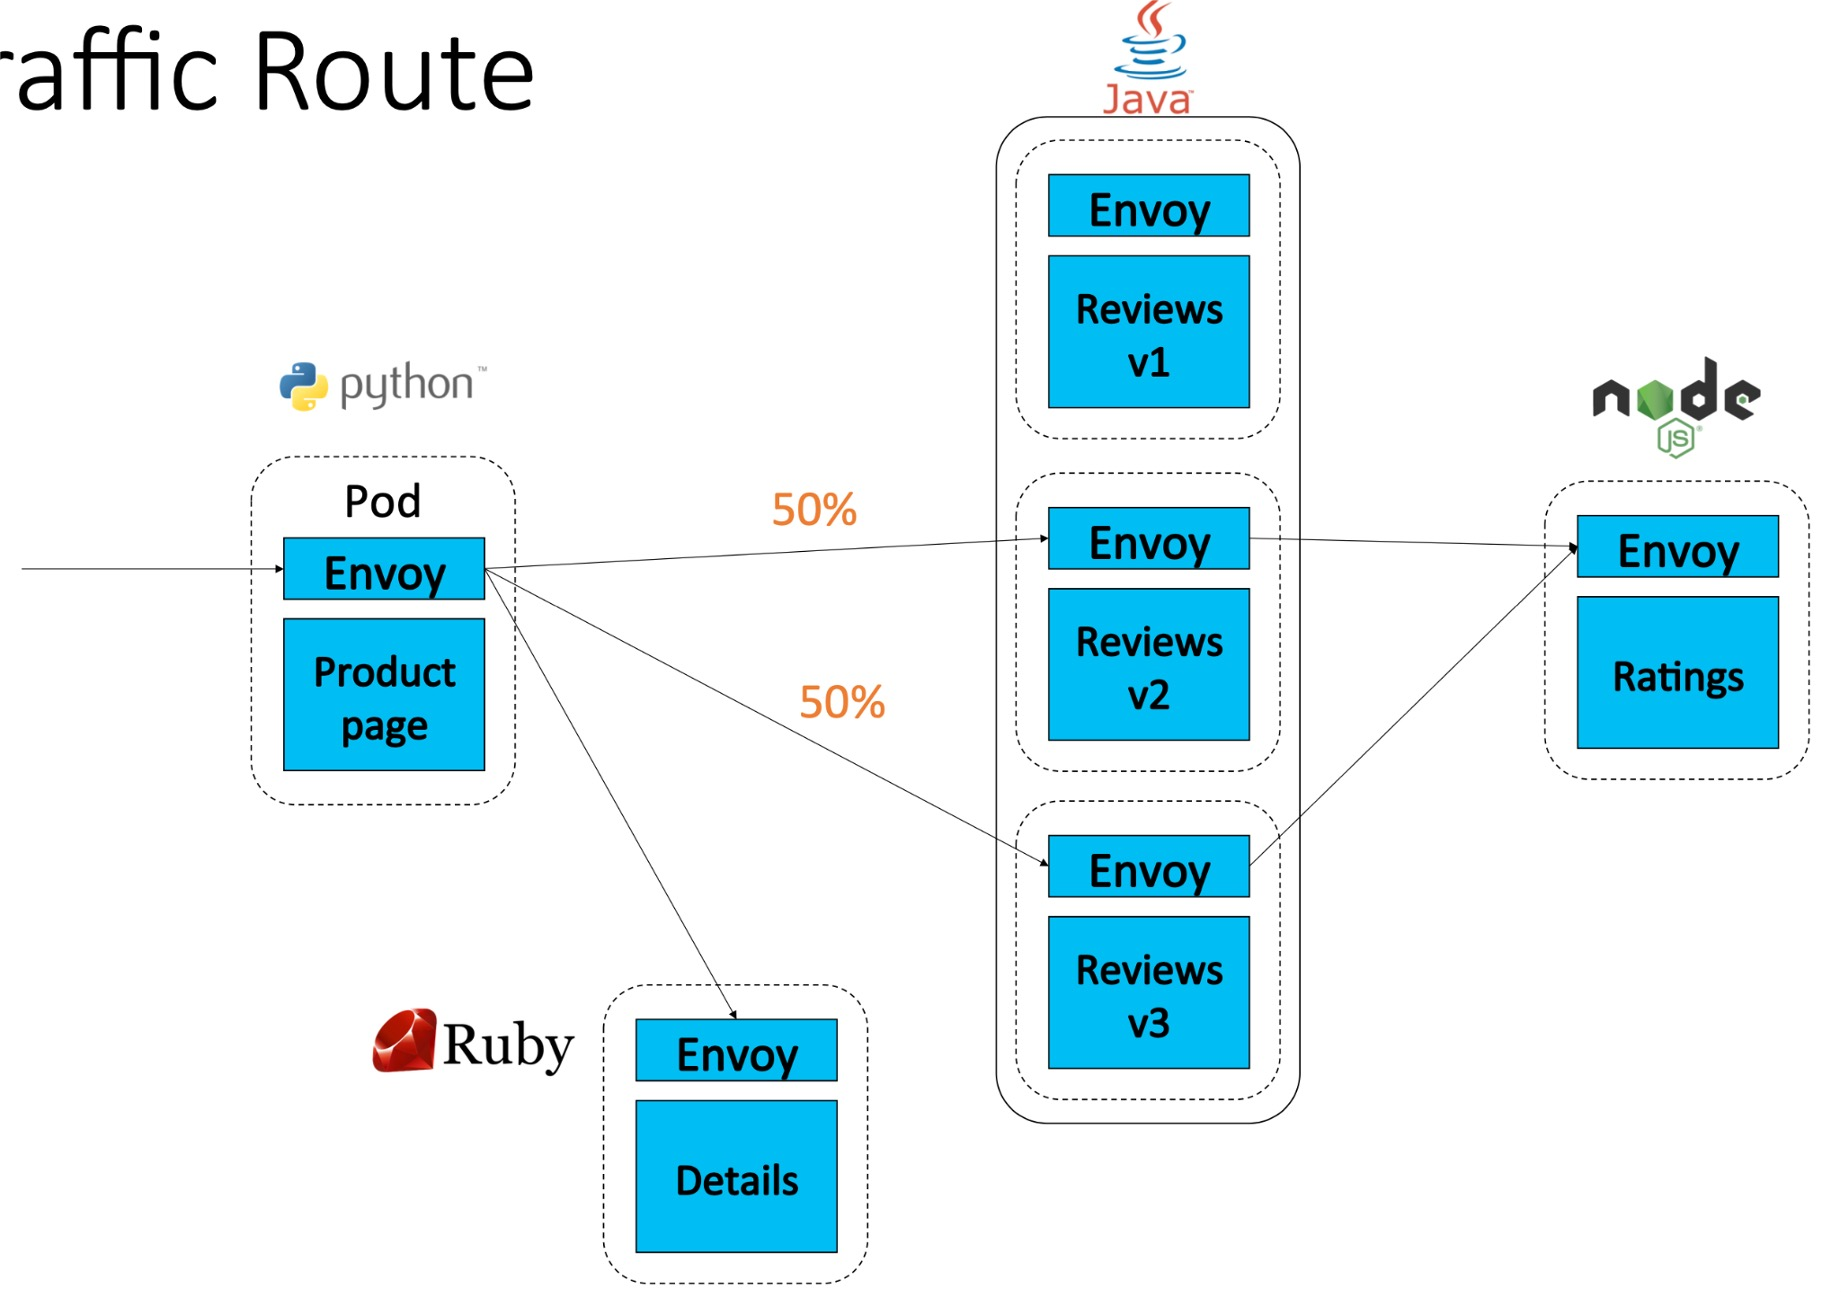 raffic Route
Java™
Envoy
Reviews
v1
python™
node
JS®
Pod
Envoy
Product
page
50%
50%
Envoy
Reviews
v2
Envoy
Ratings
Envoy
Reviews
v3
Ruby
Envoy
Details